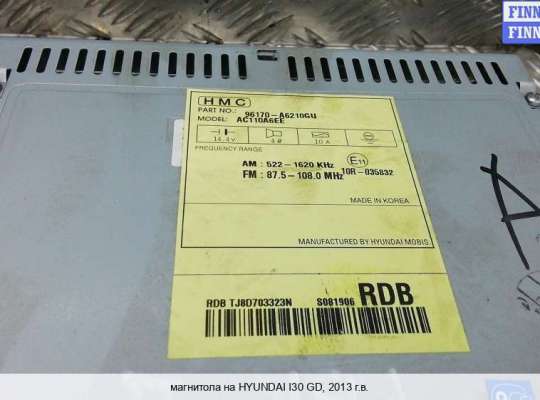 FINN
FINN
HMC
PART NO.: 96170-A6210GU
MODEL: AC110A6EE
14.4V 4Ω 10A
FREQUENCY RANGE
AM : 522-1620 KHz E11
FM : 87.5-108.0 MHz 10R-035832
MADE IN KOREA
MANUFACTURED BY HYUNDAI MOBIS
RDB TJ8D703323N S081906 RDB
A
магнитола на HYUNDAI I30 GD, 2013 г.в.